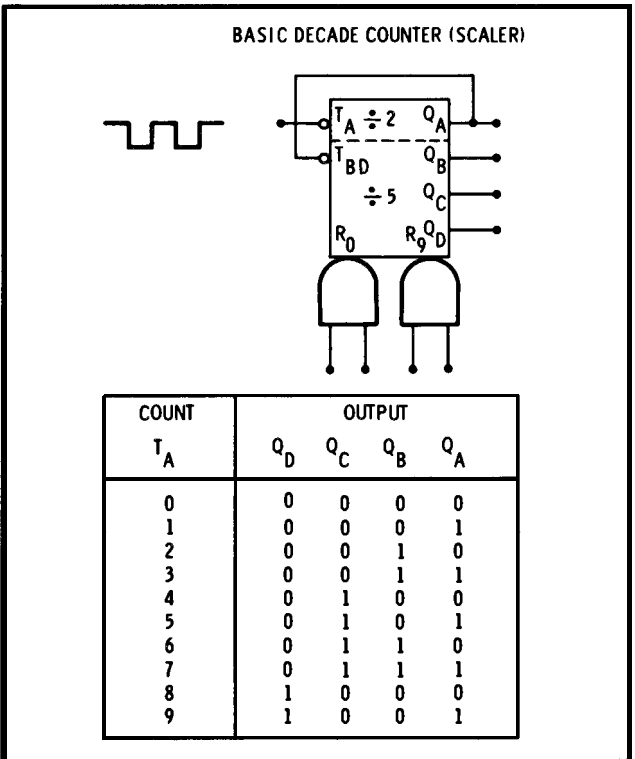 BASIC DECADE COUNTER (SCALER)
T A ÷ 2 Q A
T BD Q B
÷ 5 Q C
R 0 R 9 Q D
COUNT OUTPUT
T A Q D Q C Q B Q A
0 0 0 0 0
1 0 0 0 1
2 0 0 1 0
3 0 0 1 1
4 0 1 0 0
5 0 1 0 1
6 0 1 1 0
7 0 1 1 1
8 1 0 0 0
9 1 0 0 1